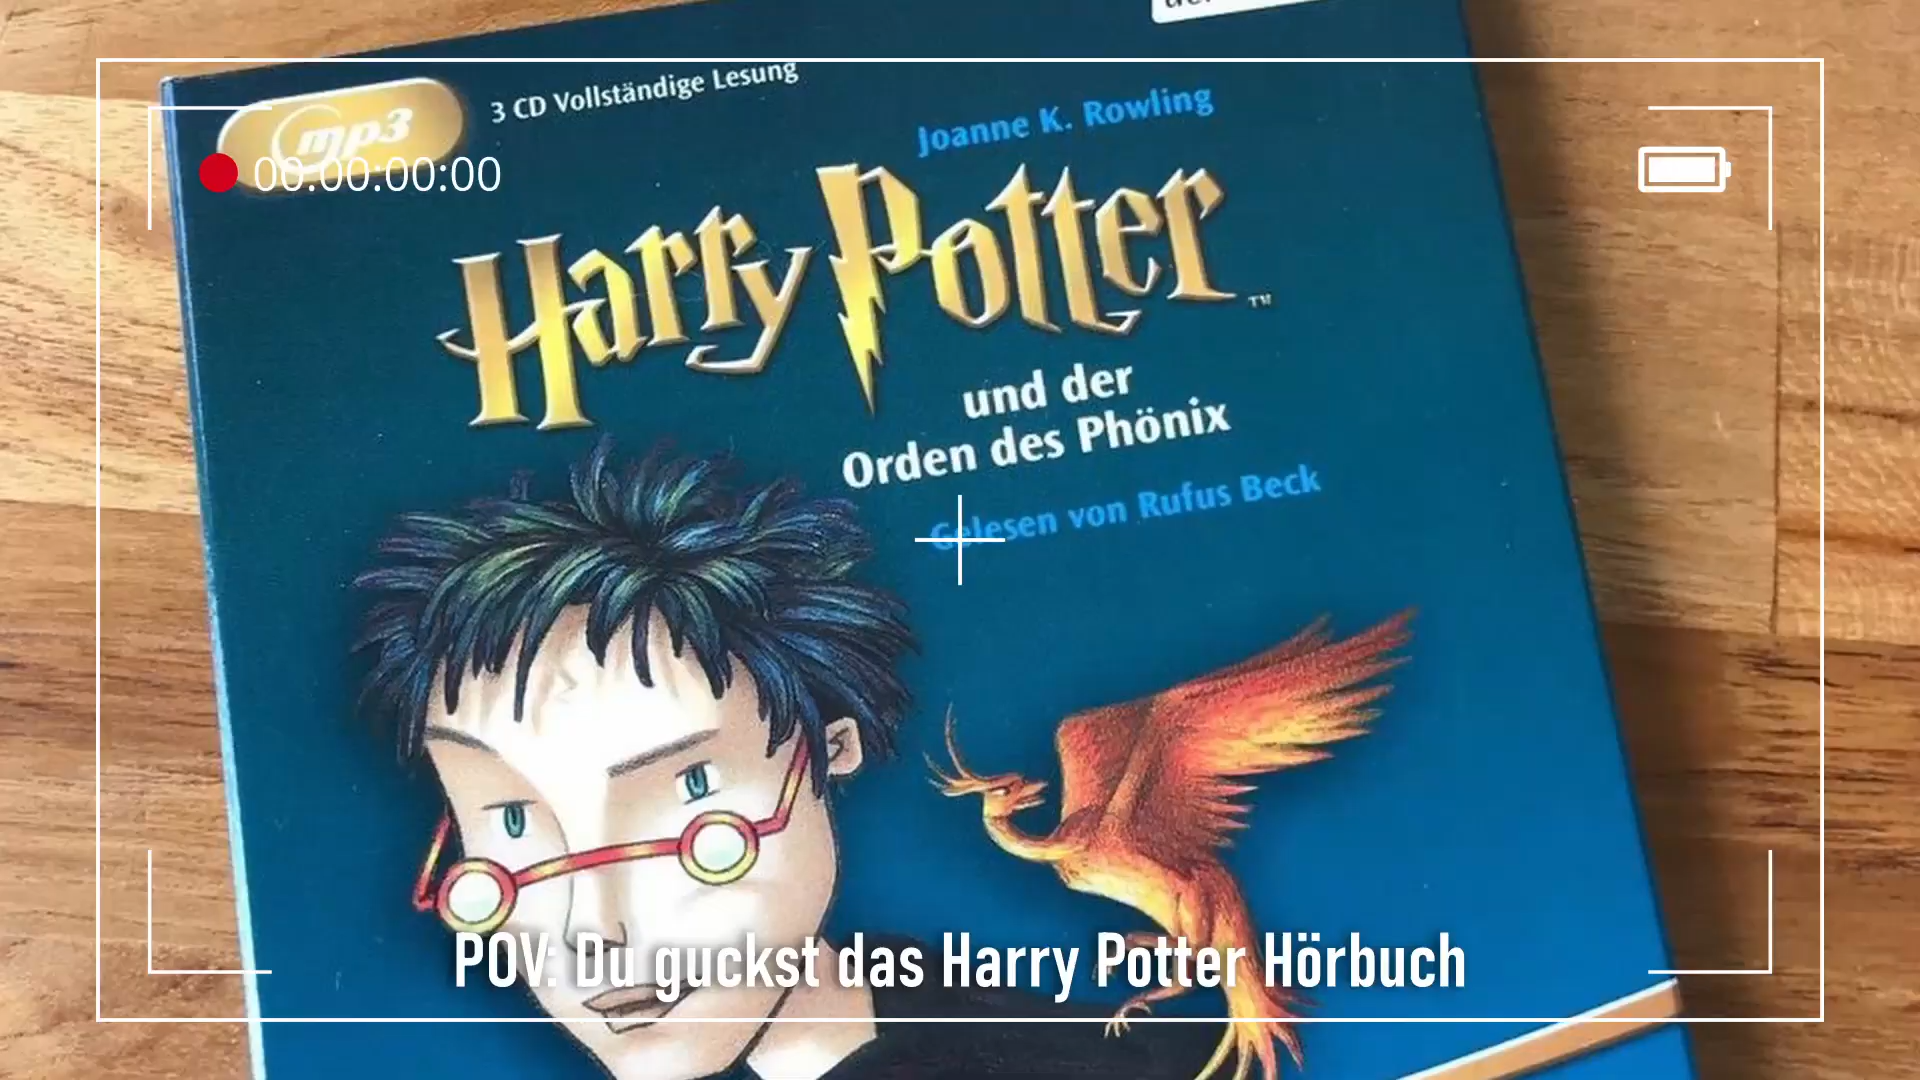 mp3
3 CD Vollständige Lesung
Joanne K. Rowling
00:00:00:00
Harry Potter
TM
und der
Orden des Phönix
Gelesen von Rufus Beck
POV: Du guckst das Harry Potter Hörbuch